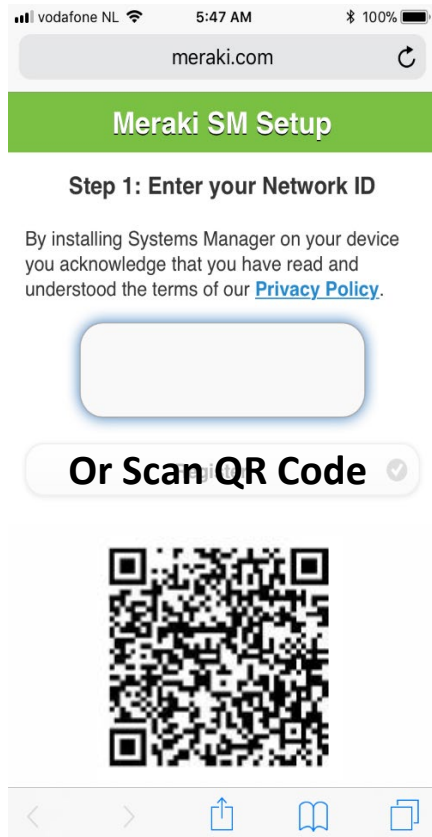 vodafone NL 5:47 AM 100%
meraki.com
Meraki SM Setup
Step 1: Enter your Network ID
By installing Systems Manager on your device
you acknowledge that you have read and
understood the terms of our Privacy Policy.
Or Scan QR Code